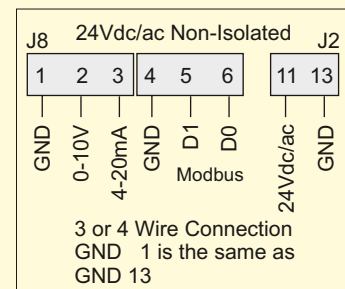 24Vdc/ac Non-Isolated
J8 J2
1 2 3 4 5 6 11 13
GND 0-10V 4-20mA GND D1 D0 24Vdc/ac GND
Modbus
3 or 4 Wire Connection
GND 1 is the same as
GND 13